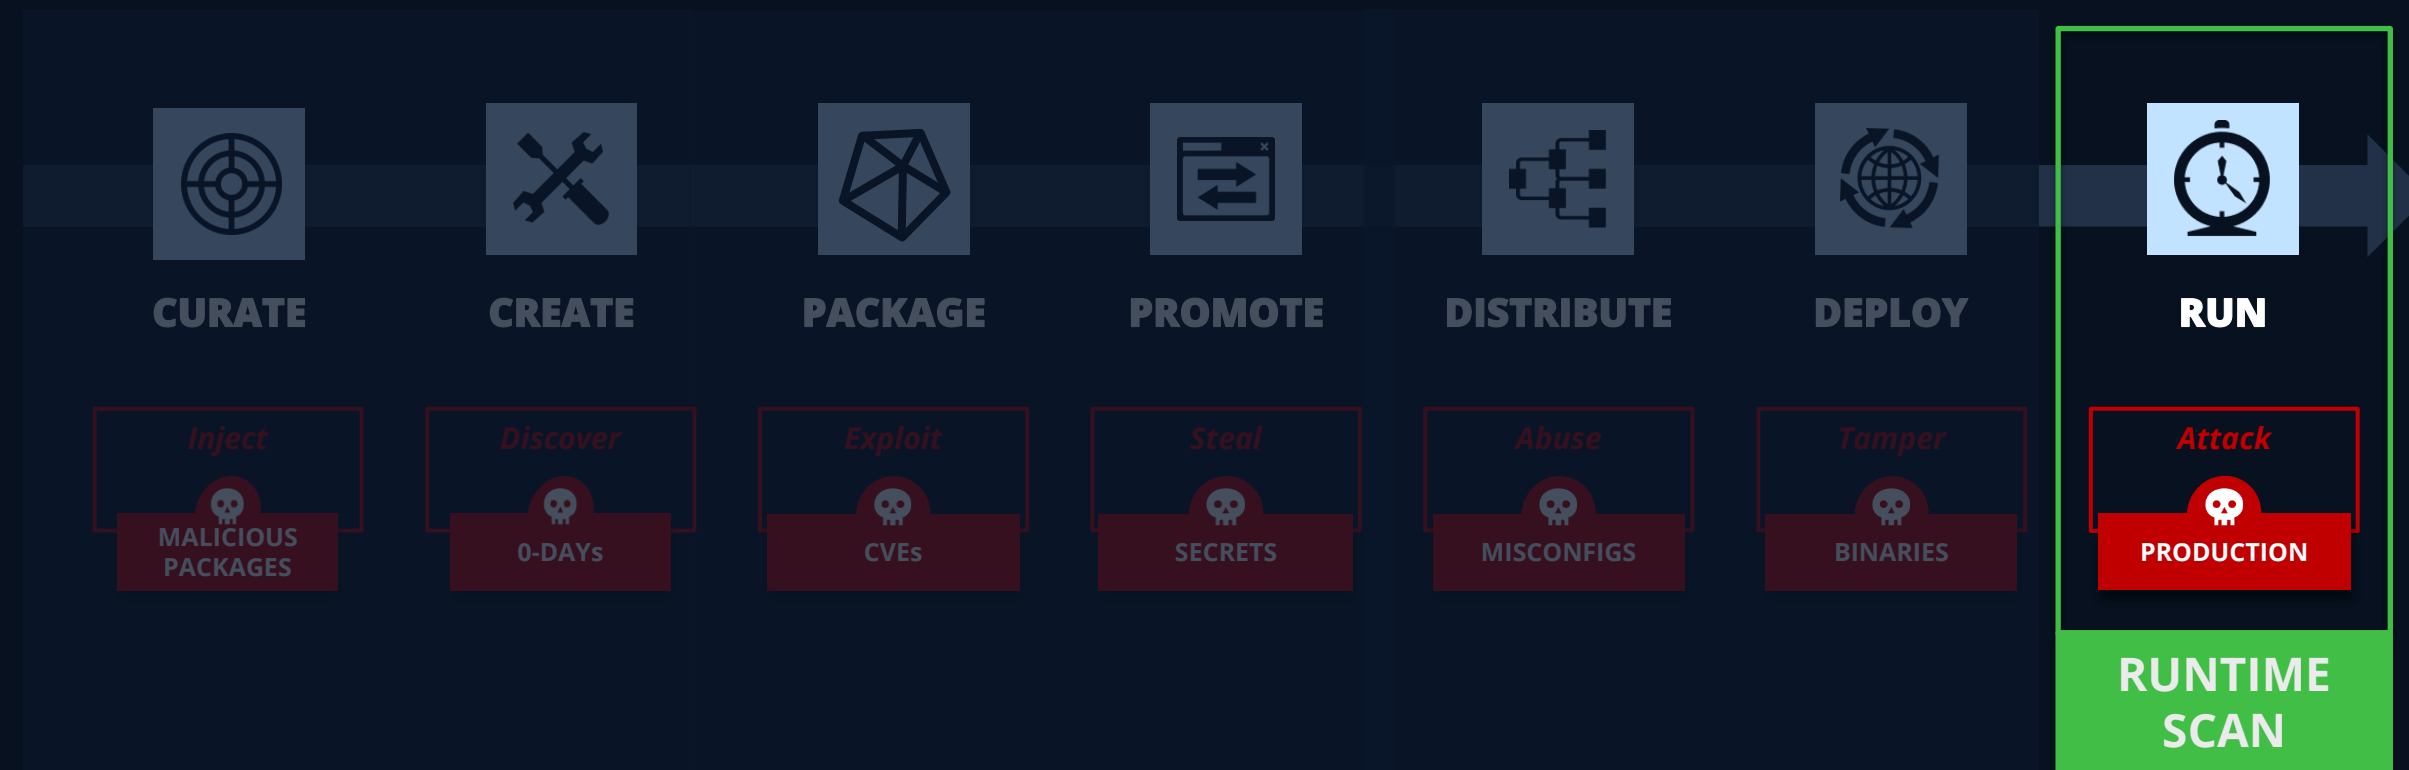 CURATE
CREATE
PACKAGE
PROMOTE
DISTRIBUTE
DEPLOY
RUN
Inject
Discover
Exploit
Steal
Abuse
Tamper
Attack
MALICIOUS
PACKAGES
0-DAYs
CVEs
SECRETS
MISCONFIGS
BINARIES
PRODUCTION
RUNTIME
SCAN